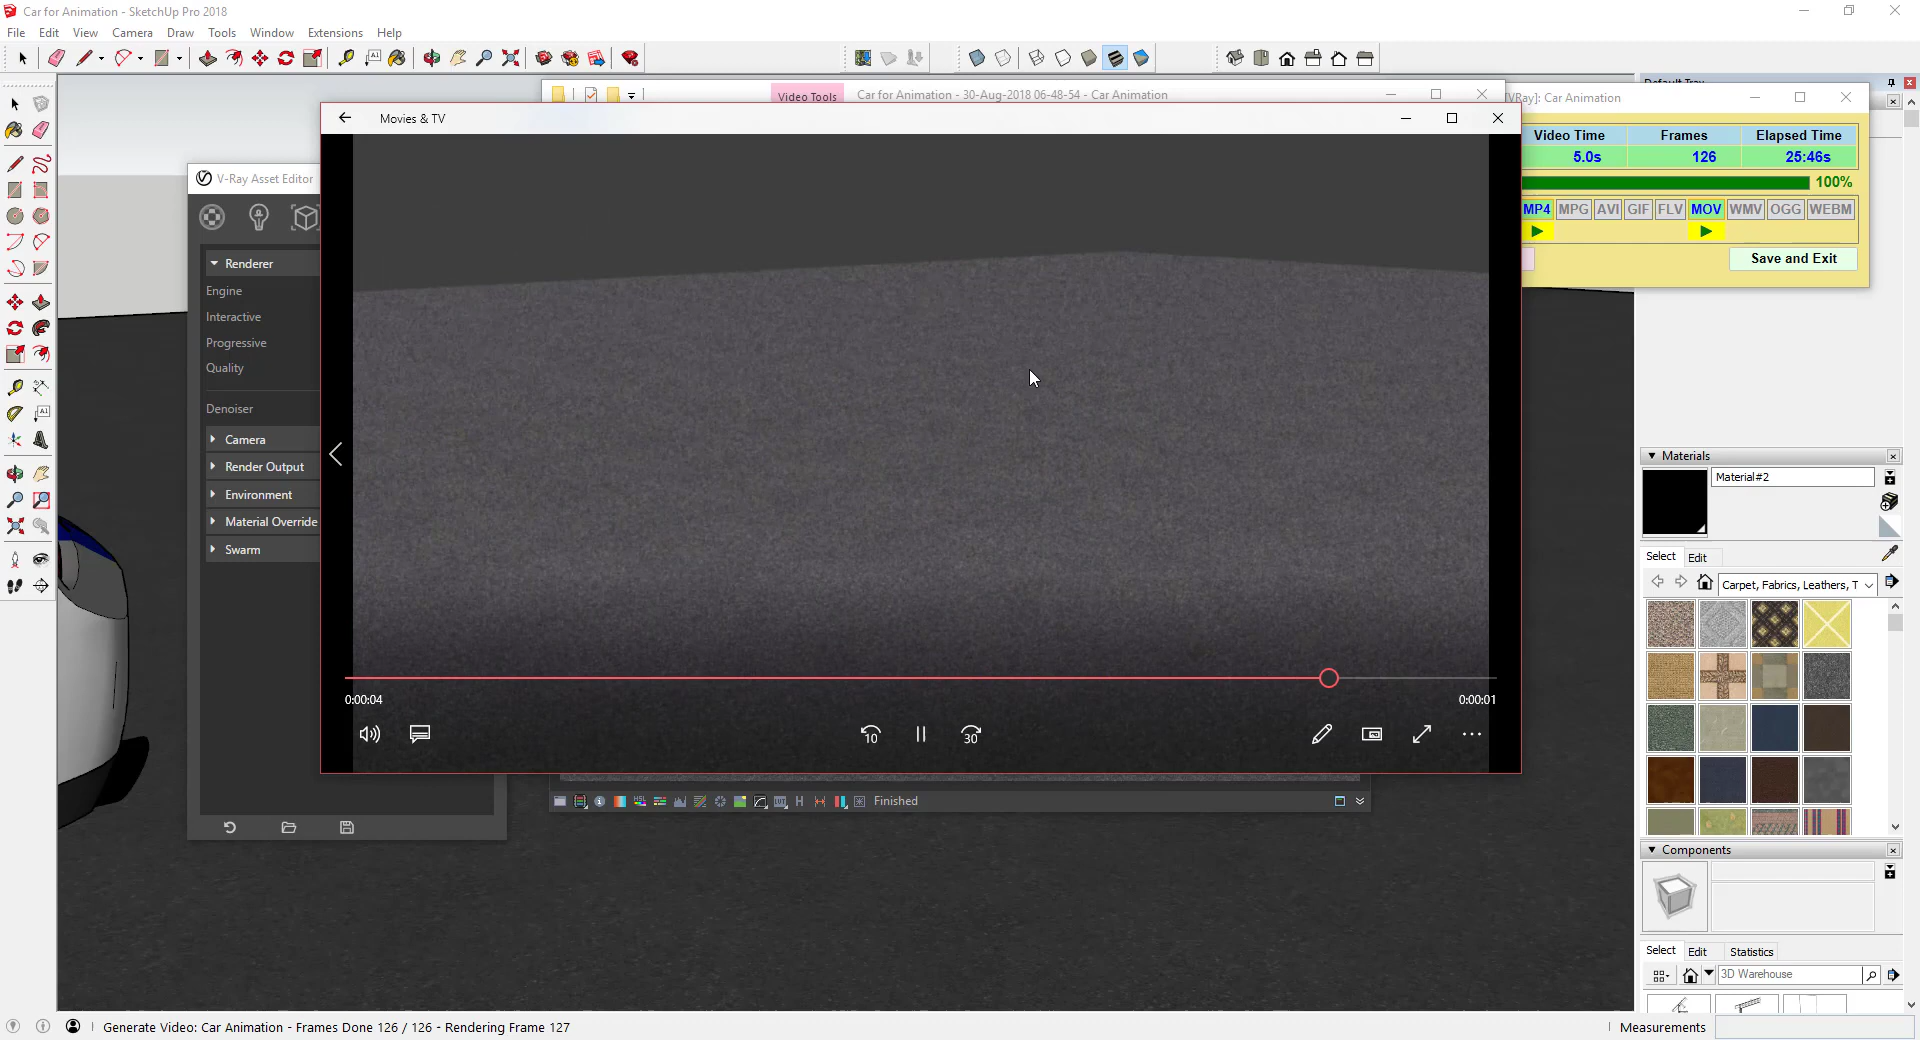 Car for Animation - SketchUp Pro 2018
File Edit View Camera Draw Tools Window Extensions Help
Default Tray
Video Tools Car for Animation - 30-Aug-2018 06-48-54 - Car Animation
VRay]: Car Animation
Movies & TV
Video Time Frames Elapsed Time
5.0s 126 25:46s
100%
MP4 MPG AVI GIF FLV MOV WMV OGG WEBM
Save and Exit
V-Ray Asset Editor
Renderer
Engine
Interactive
Progressive
Quality
Denoiser
Camera
Render Output
Environment
Material Override
Swarm
0:00:04 0:00:01
10 30
Finished
Materials
Material#2
Select Edit
Carpet, Fabrics, Leathers, T
Components
Select Edit Statistics
3D Warehouse
Generate Video: Car Animation - Frames Done 126 / 126 - Rendering Frame 127
Measurements